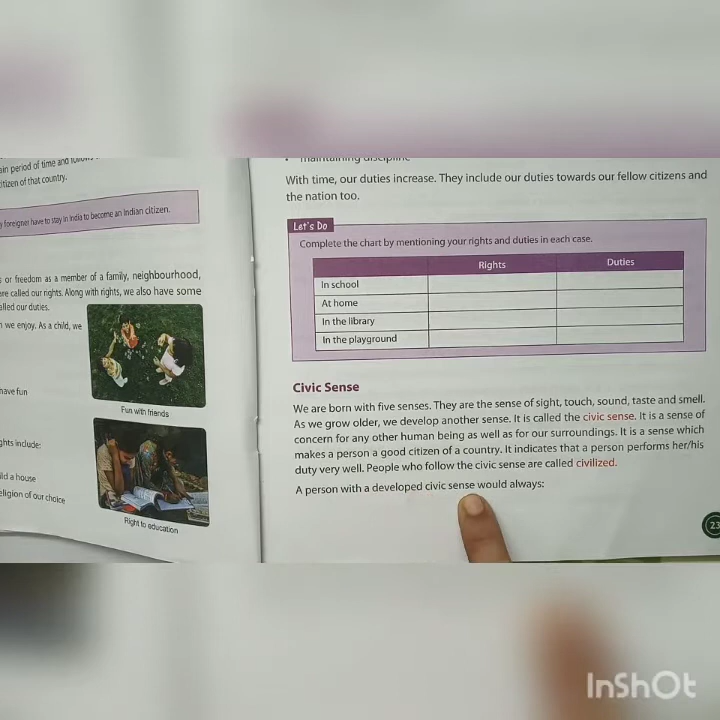 ain period of time and
citizen of that country.
foreigner have to stay in India to become an Indian citizen.
or freedom as a member of a family, neighbourhood,
are called our rights. Along with rights, we also have some
alled our duties.
we enjoy. As a child, we
have fun
Fun with friends
ghts include:
ild a house
eligion of our choice
Right to education
maintaining discipline
With time, our duties increase. They include our duties towards our fellow citizens and
the nation too.
Let's Do
Complete the chart by mentioning your rights and duties in each case.
Rights Duties
In school
At home
In the library
In the playground
Civic Sense
We are born with five senses. They are the sense of sight, touch, sound, taste and smell.
As we grow older, we develop another sense. It is called the civic sense. It is a sense of
concern for any other human being as well as for our surroundings. It is a sense which
makes a person a good citizen of a country. It indicates that a person performs her/his
duty very well. People who follow the civic sense are called civilized.
A person with a developed civic sense would always:
23
InShOt